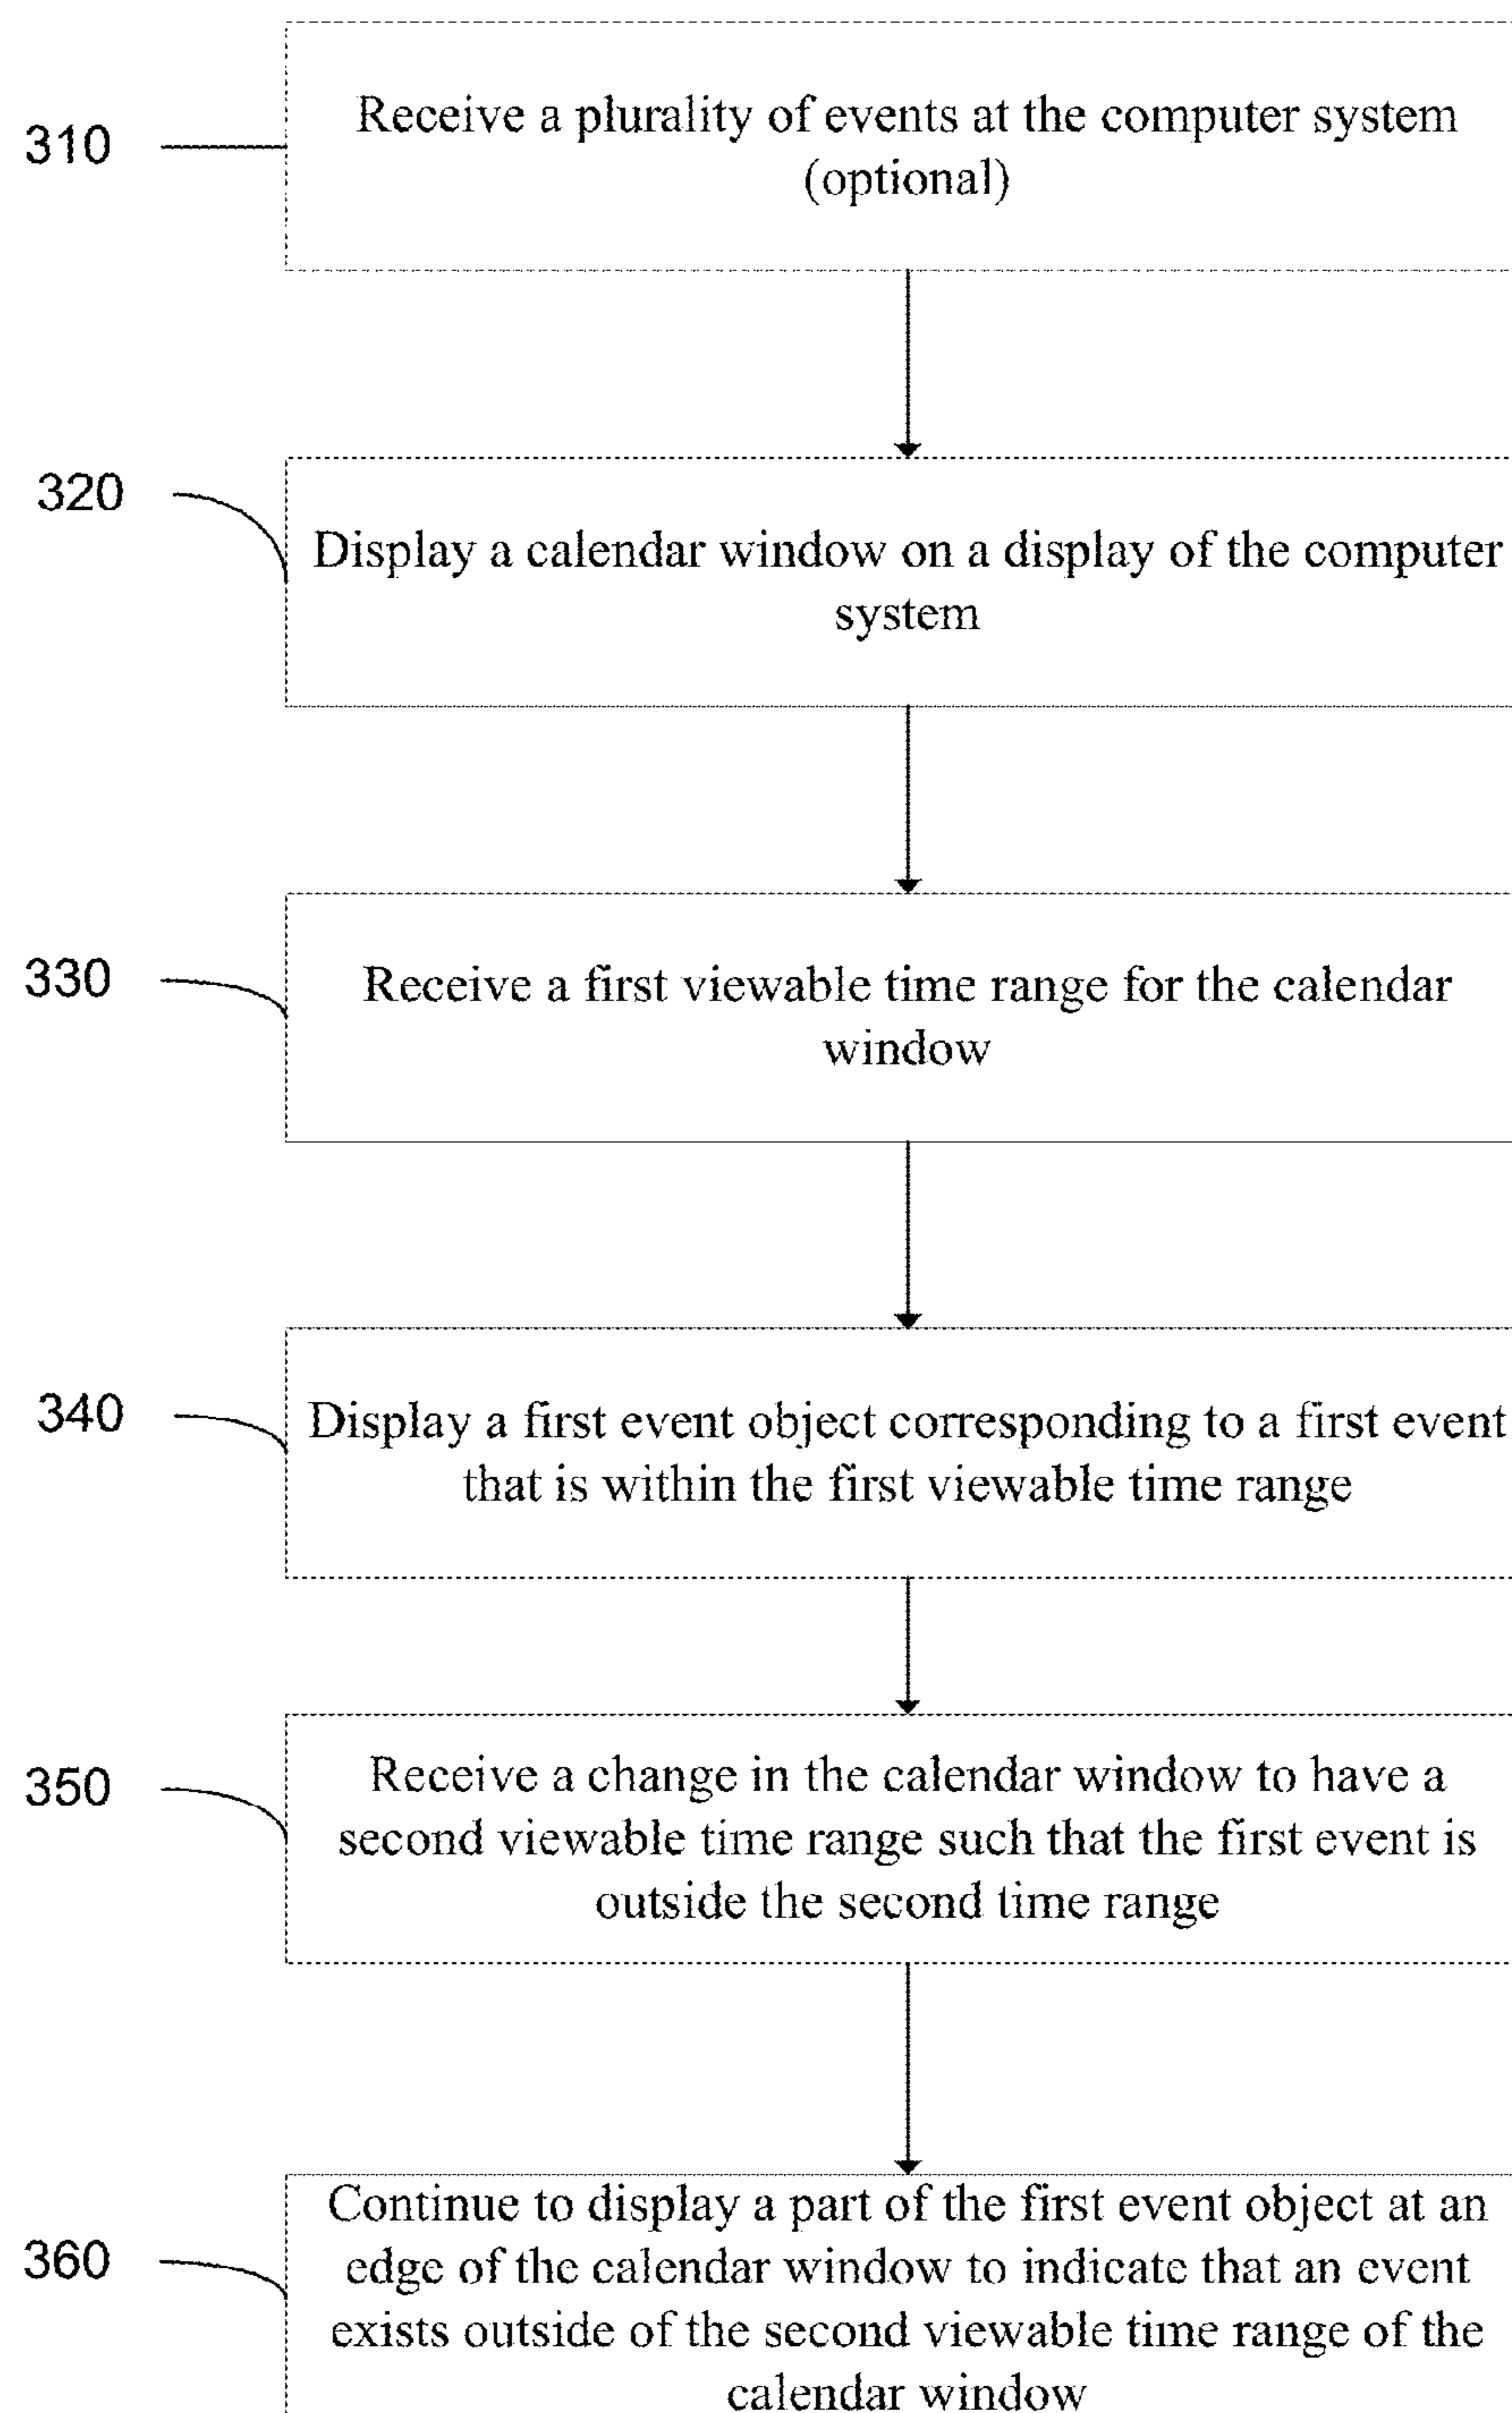 310
Receive a plurality of events at the computer system
(optional)
320
Display a calendar window on a display of the computer
system
330
Receive a first viewable time range for the calendar
window
340
Display a first event object corresponding to a first event
that is within the first viewable time range
350
Receive a change in the calendar window to have a
second viewable time range such that the first event is
outside the second time range
360
Continue to display a part of the first event object at an
edge of the calendar window to indicate that an event
exists outside of the second viewable time range of the
calendar window